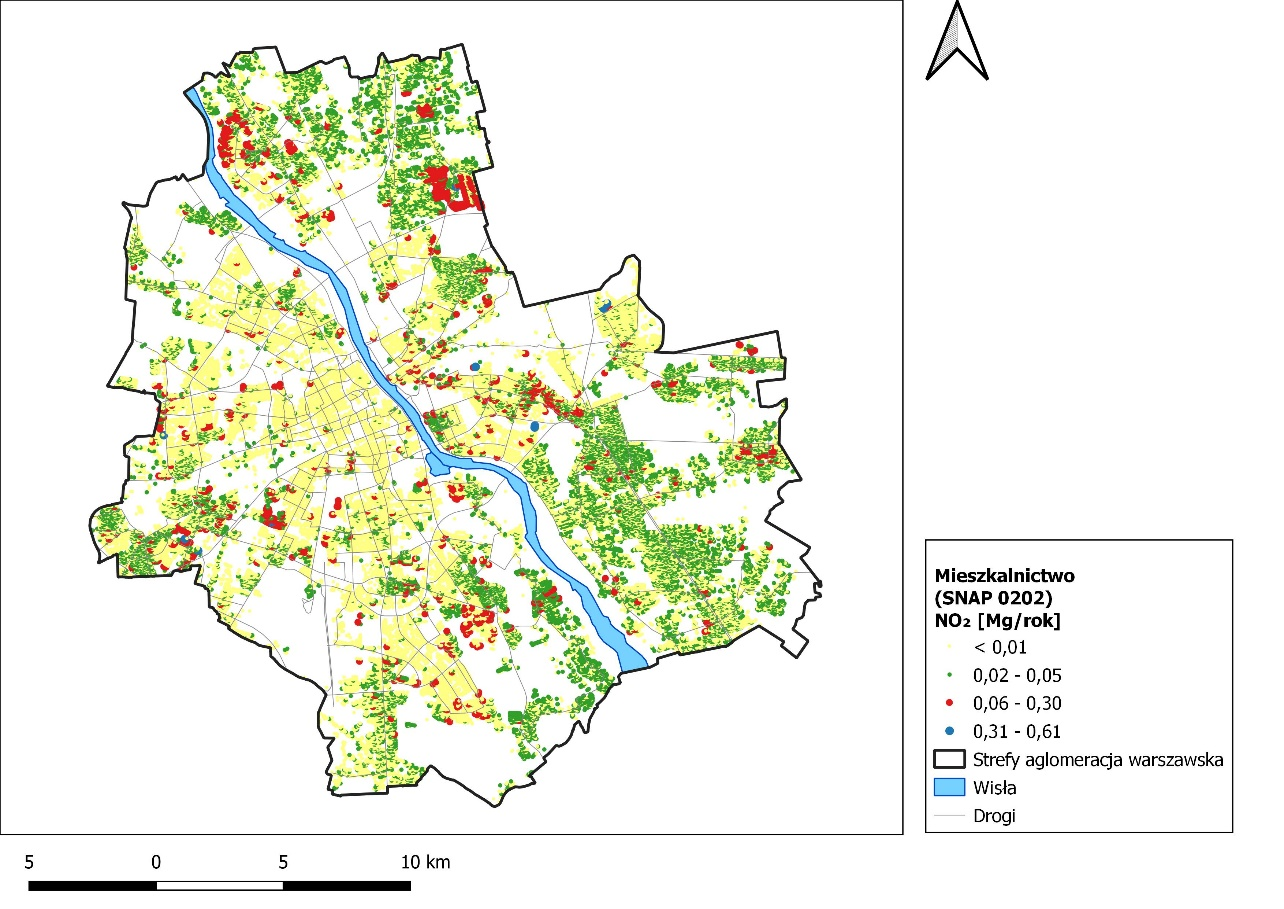 Mieszkalnictwo
(SNAP 0202)
NO₂ [Mg/rok]
< 0,01
0,02 - 0,05
0,06 - 0,30
0,31 - 0,61
Strefy aglomeracja warszawska
Wisła
Drogi
5 0 5 10 km